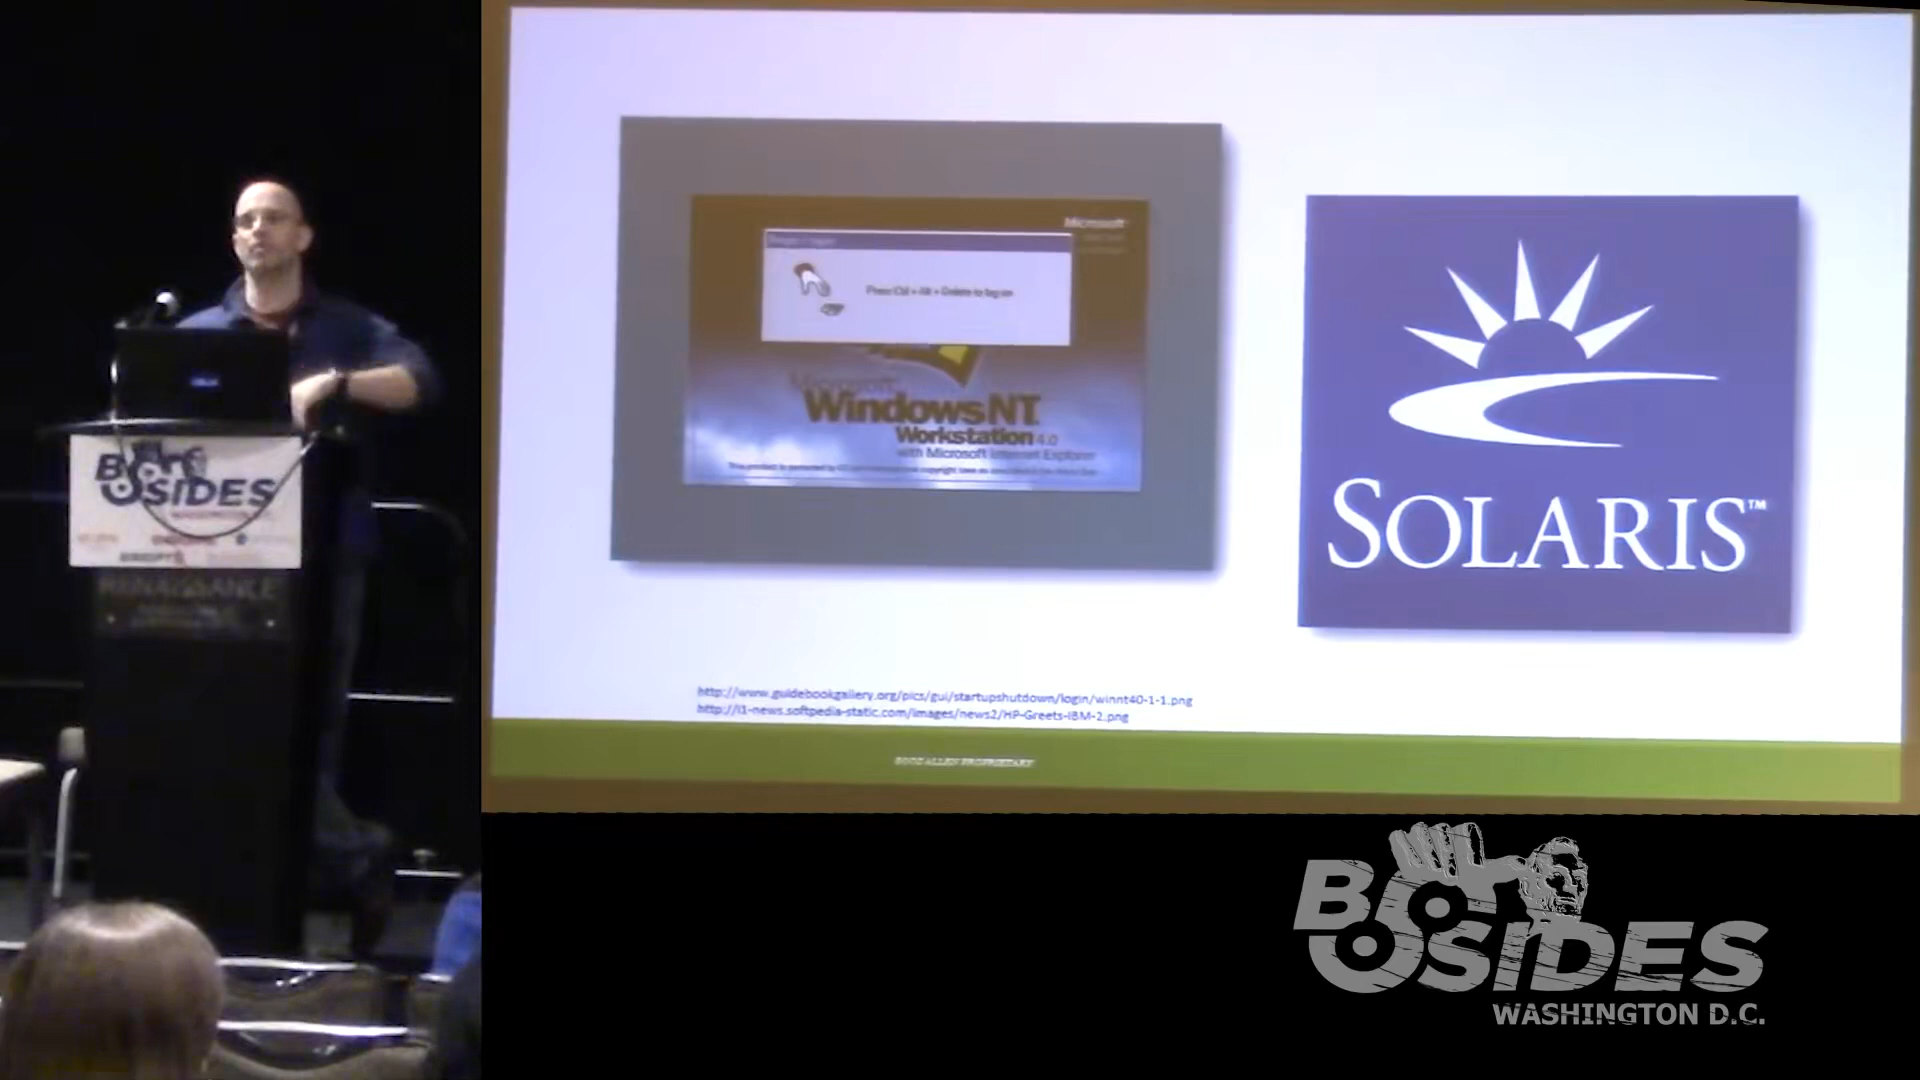 Microsoft
Press Ctrl + Alt + Delete to log on
Microsoft
Windows NT
Workstation 4.0
with Microsoft Internet Explorer
SOLARIS™
http://www.guidebookgallery.org/pics/gui/startupshutdown/login/winnt40-1-1.png
http://i1-news.softpedia-static.com/images/news2/HP-Greets-IBM-2.png
BOOZ ALLEN PROPRIETARY
BSIDES
RENAISSANCE
BSIDES
WASHINGTON D.C.